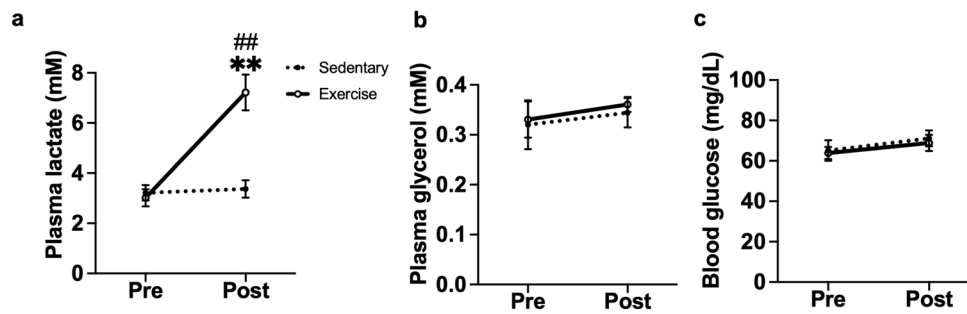 a
Plasma lactate (mM)
8
6
4
2
0
Pre
Post
##
**
Sedentary
Exercise
b
Plasma glycerol (mM)
0.4
0.3
0.2
0.1
0.0
Pre
Post
c
Blood glucose (mg/dL)
100
80
60
40
20
0
Pre
Post